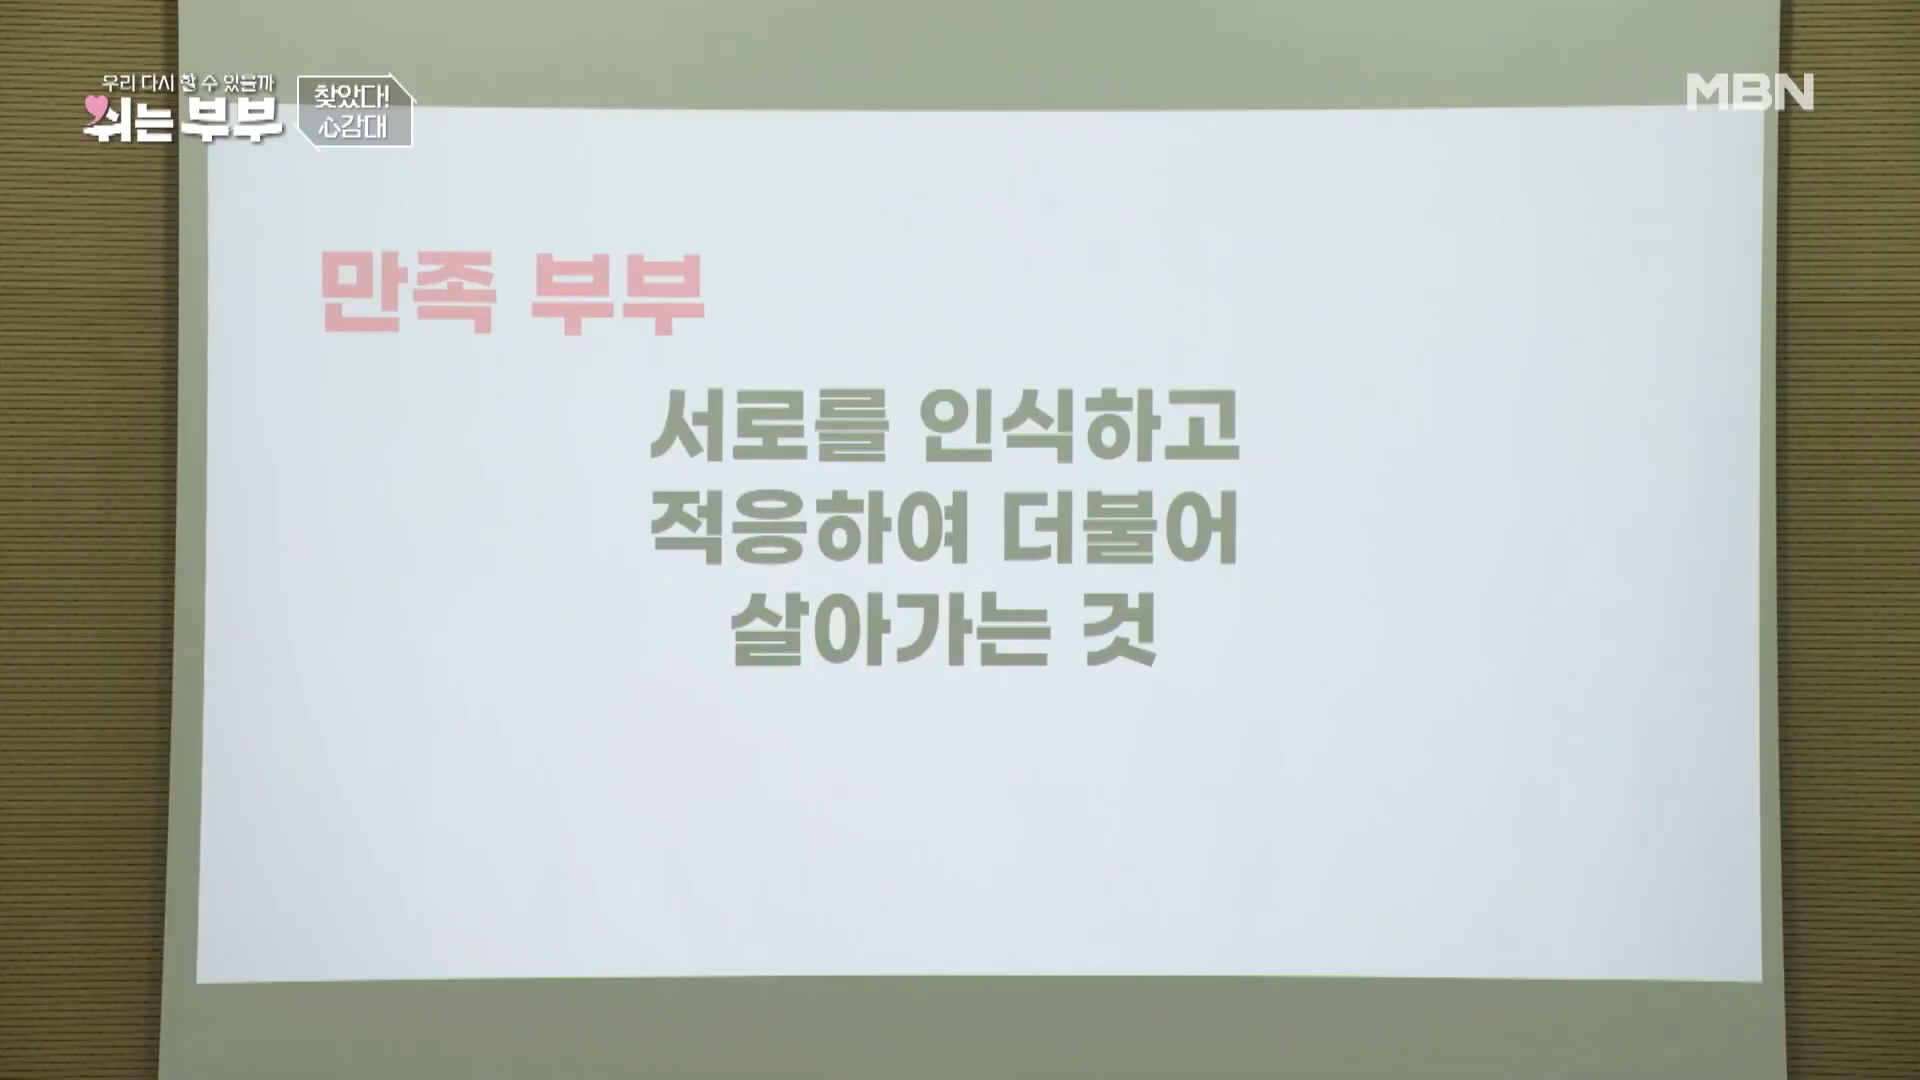 우리 다시 할 수 있을까
쉬는 부부
찾았다!
心감대
MBN
만족 부부
서로를 인식하고
적응하여 더불어
살아가는 것